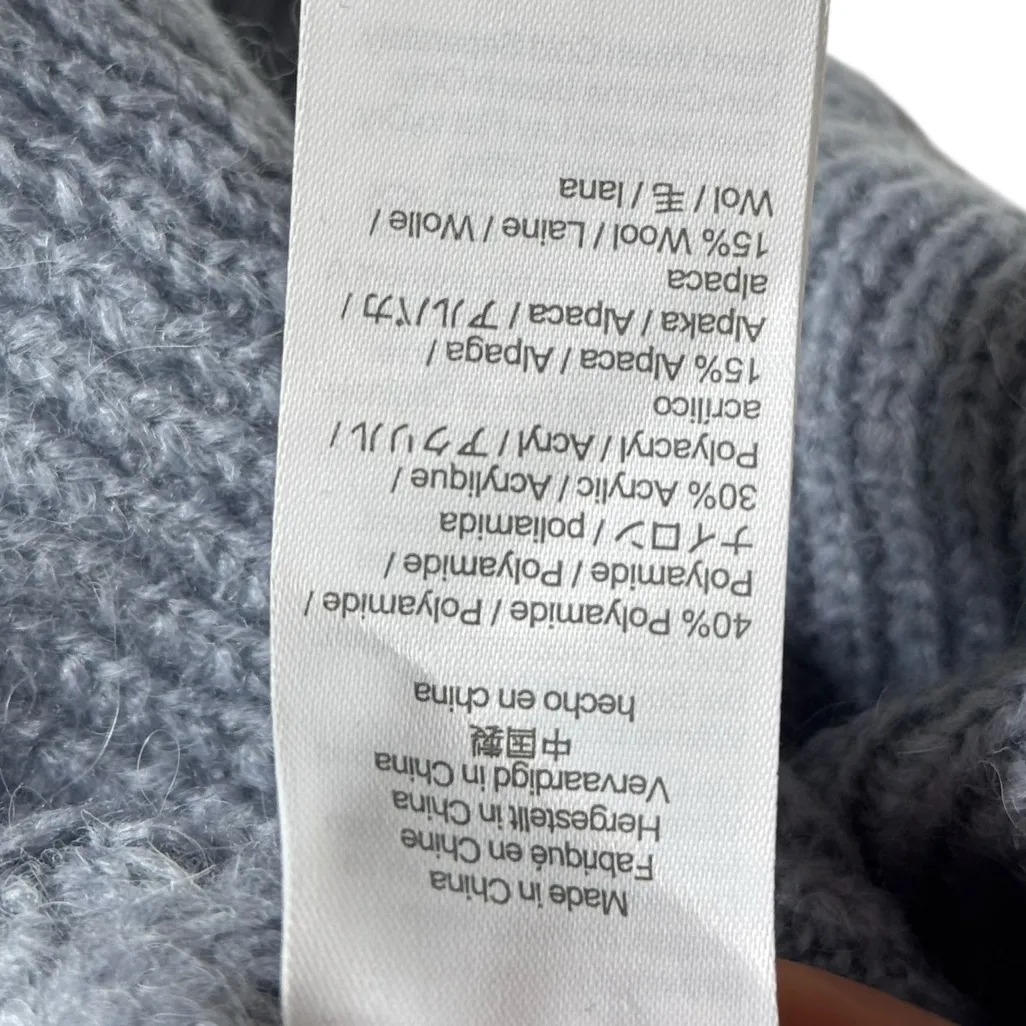 Made in China
Fabriqué en Chine
Hergestellt in China
Vervaardigd in China
中国製
hecho en china
40% Polyamide / Polyamide /
Polyamide / Polyamide /
ナイロン / poliamida
30% Acrylic / Acrylique /
Polyacryl / Acryl / アクリル /
acrilico
15% Alpaca / Alpaga /
Alpaka / Alpaca / アルパカ /
alpaca
15% Wool / Laine / Wolle /
Wol / 毛 / lana